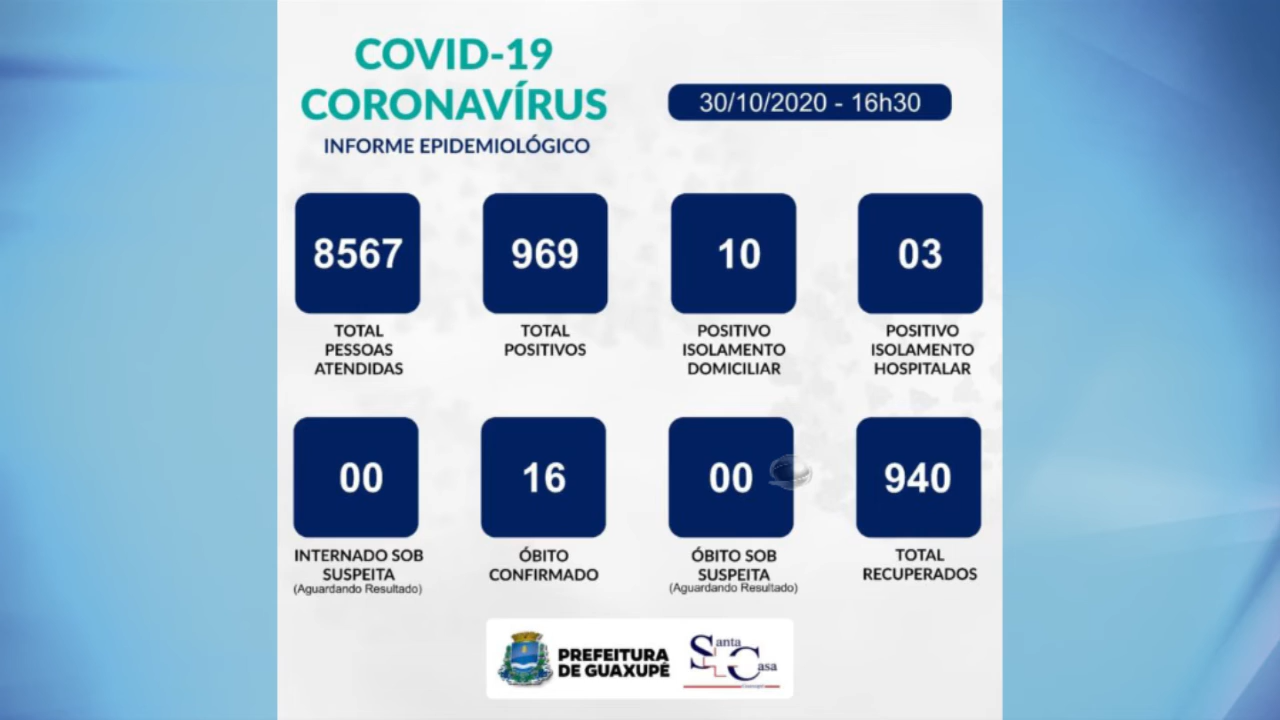 COVID-19
CORONAVÍRUS
INFORME EPIDEMIOLÓGICO
30/10/2020 - 16h30
8567
TOTAL
PESSOAS
ATENDIDAS
969
TOTAL
POSITIVOS
10
POSITIVO
ISOLAMENTO
DOMICILIAR
03
POSITIVO
ISOLAMENTO
HOSPITALAR
00
INTERNADO SOB
SUSPEITA
(Aguardando Resultado)
16
ÓBITO
CONFIRMADO
00
ÓBITO SOB
SUSPEITA
(Aguardando Resultado)
940
TOTAL
RECUPERADOS
PREFEITURA
DE GUAXUPÉ
Santa
Casa
Guaxupé